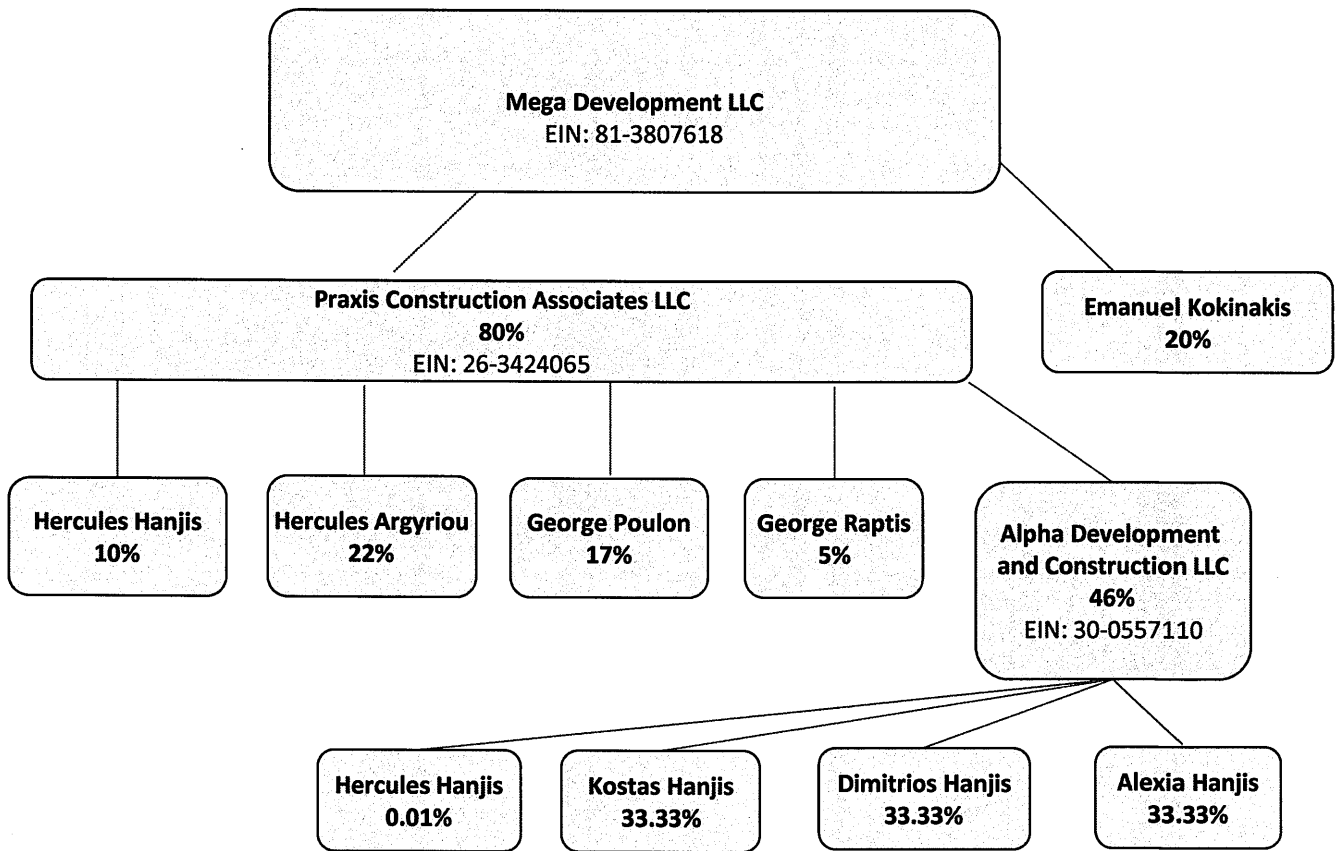 Mega Development LLC
EIN: 81-3807618
Praxis Construction Associates LLC
80%
EIN: 26-3424065
Emanuel Kokinakis
20%
Hercules Hanjis
10%
Hercules Argyriou
22%
George Poulon
17%
George Raptis
5%
Alpha Development
and Construction LLC
46%
EIN: 30-0557110
Hercules Hanjis
0.01%
Kostas Hanjis
33.33%
Dimitrios Hanjis
33.33%
Alexia Hanjis
33.33%